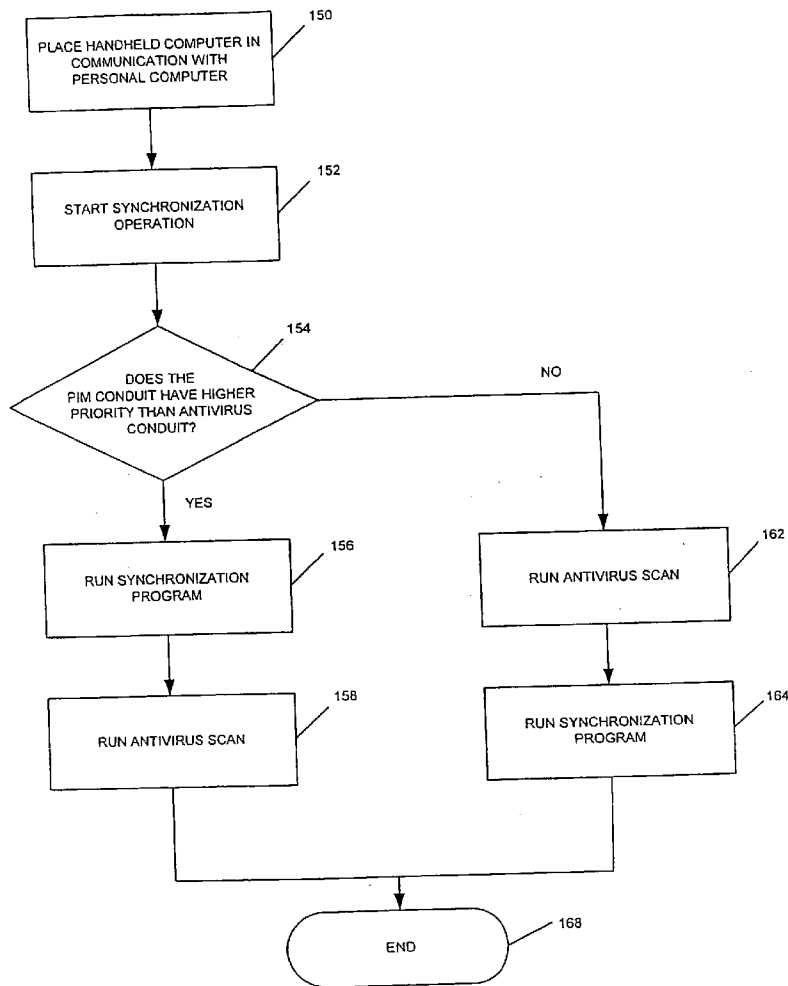 PLACE HANDHELD COMPUTER IN
COMMUNICATION WITH
PERSONAL COMPUTER
150
START SYNCHRONIZATION
OPERATION
152
DOES THE
PIM CONDUIT HAVE HIGHER
PRIORITY THAN ANTIVIRUS
CONDUIT?
154
NO
YES
RUN SYNCHRONIZATION
PROGRAM
156
RUN ANTIVIRUS SCAN
162
RUN ANTIVIRUS SCAN
158
RUN SYNCHRONIZATION
PROGRAM
164
END
168